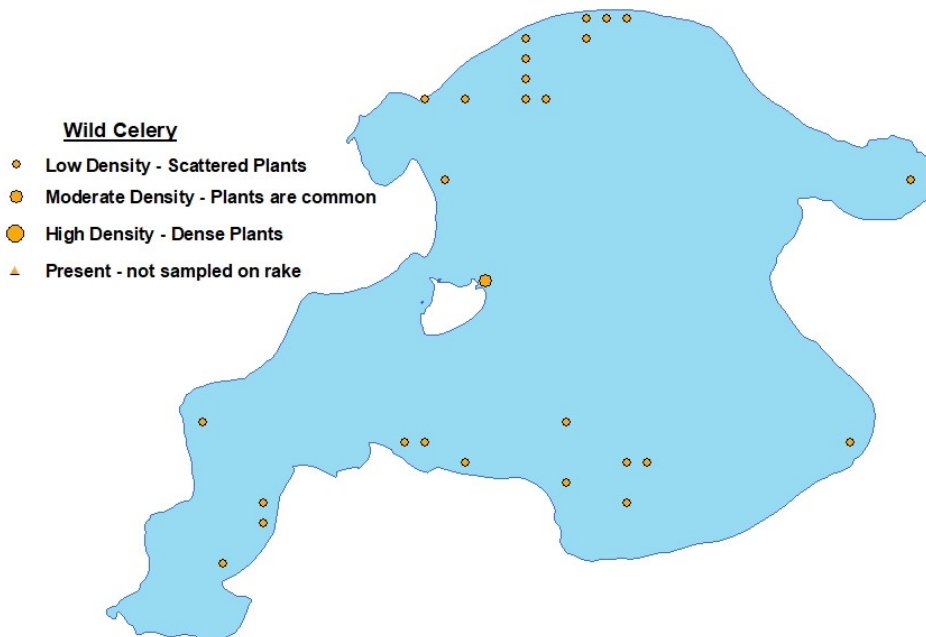 Wild Celery
Low Density - Scattered Plants
Moderate Density - Plants are common
High Density - Dense Plants
Present - not sampled on rake